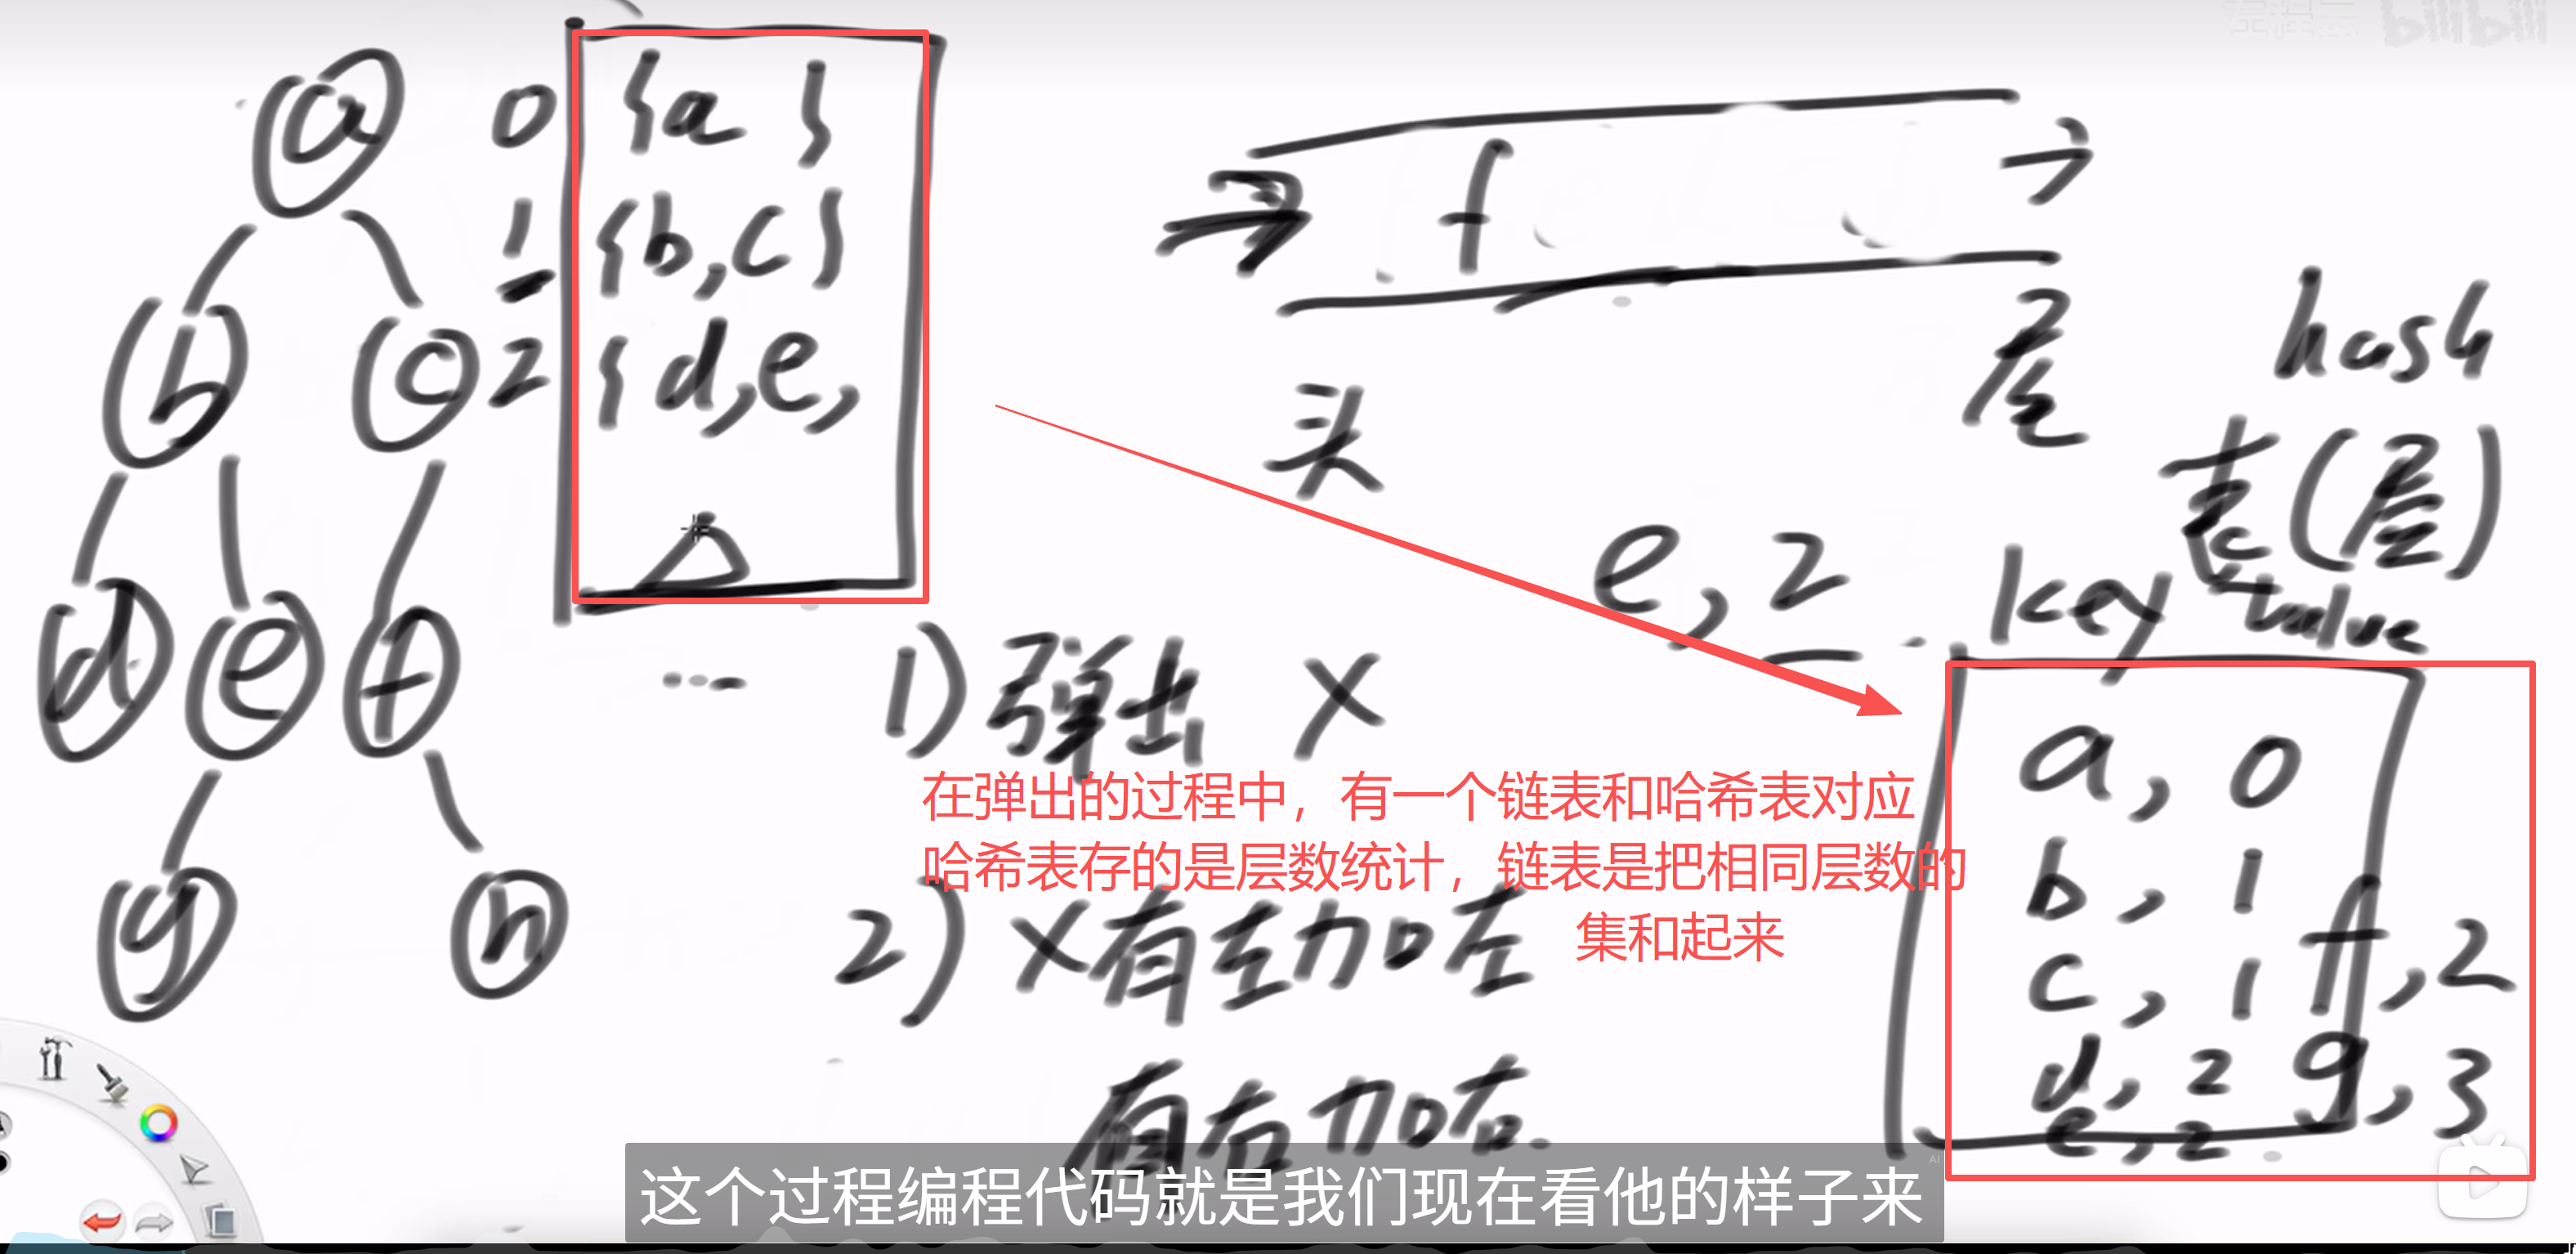 bilibili
a
0 {a }
1 {b,c}
b c
2 {d,e,
f
头
尾
hash
表(层)
e,2
key value
d e f
1)弹出 X
a, 0
在弹出的过程中，有一个链表和哈希表对应
哈希表存的是层数统计，链表是把相同层数的
集和起来
b, 1
g h
2) X有左加左
c, 1 f,2
有右加右
d,2 g,3
e,2
这个过程编程代码就是我们现在看他的样子来
AI